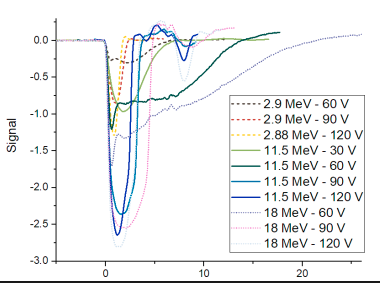 0.0
-0.5
-1.0
-1.5
-2.0
-2.5
-3.0
Signal
2.9 MeV - 60 V
2.9 MeV - 90 V
2.88 MeV - 120 V
11.5 MeV - 30 V
11.5 MeV - 60 V
11.5 MeV - 90 V
11.5 MeV - 120 V
18 MeV - 60 V
18 MeV - 90 V
18 MeV - 120 V
0 10 20